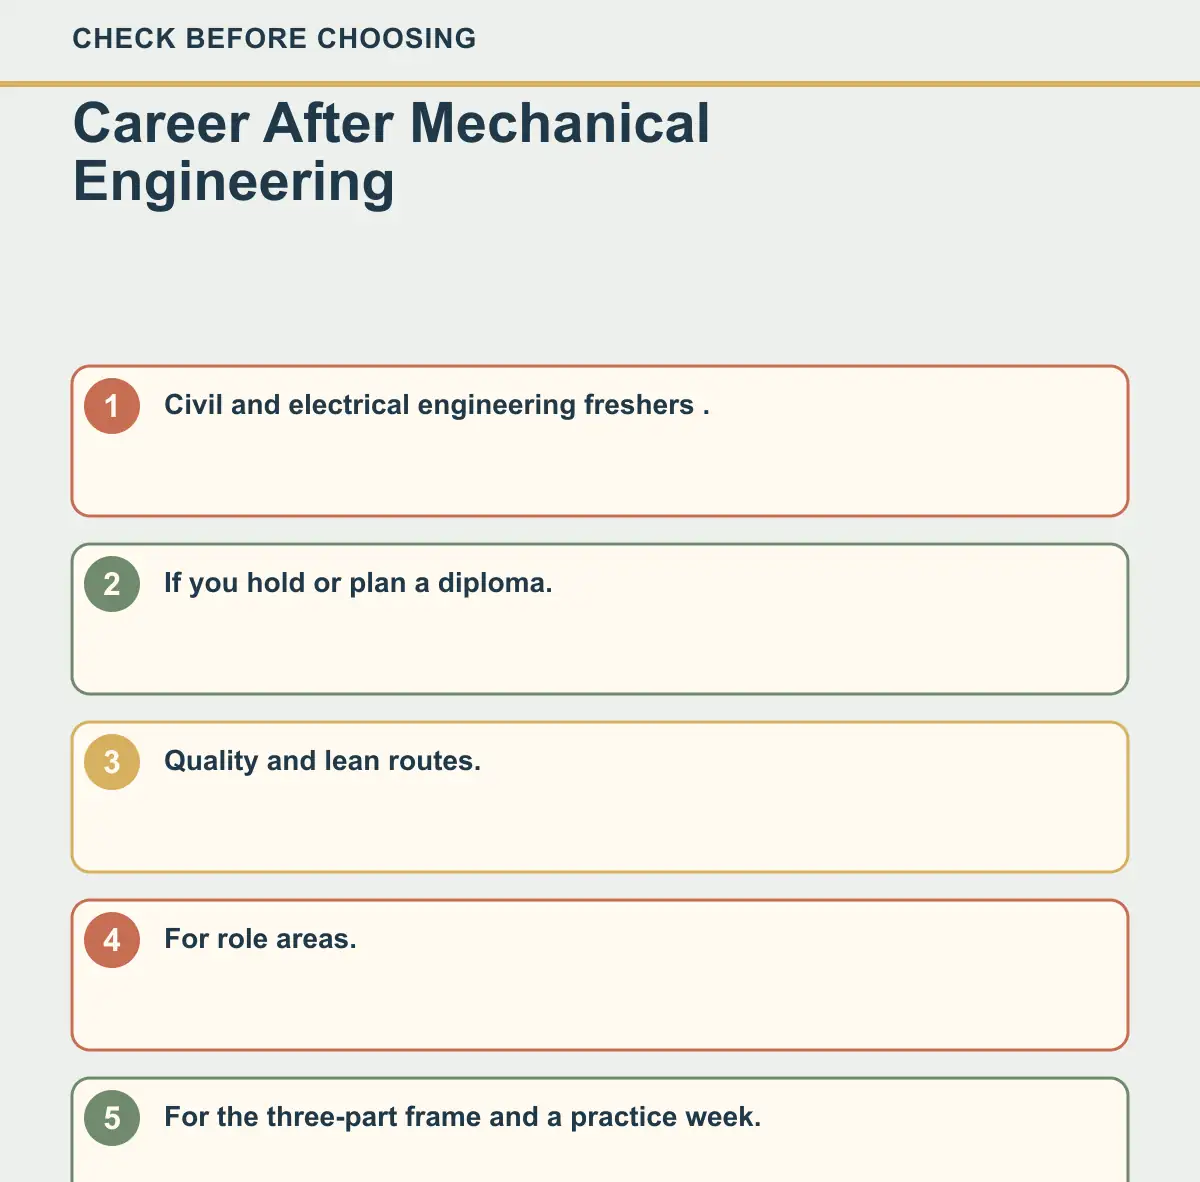 CHECK BEFORE CHOOSING
Career After Mechanical
Engineering
1
Civil and electrical engineering freshers .
2
If you hold or plan a diploma.
3
Quality and lean routes.
4
For role areas.
5
For the three-part frame and a practice week.